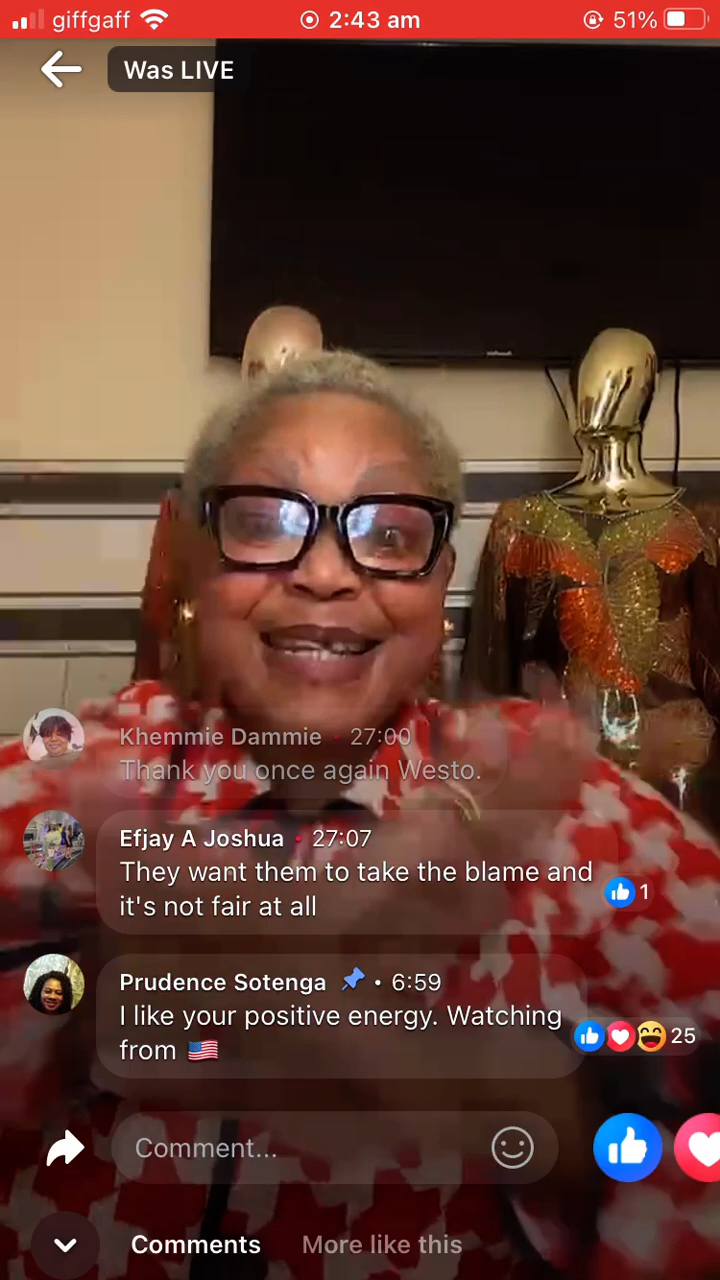 giffgaff 2:43 am 51%
Was LIVE
Khemmie Dammie • 27:00
Thank you once again Westo.
Efjay A Joshua • 27:07
They want them to take the blame and
it's not fair at all
1
Prudence Sotenga • 6:59
I like your positive energy. Watching
from 🇺🇸
25
Comment...
Comments More like this